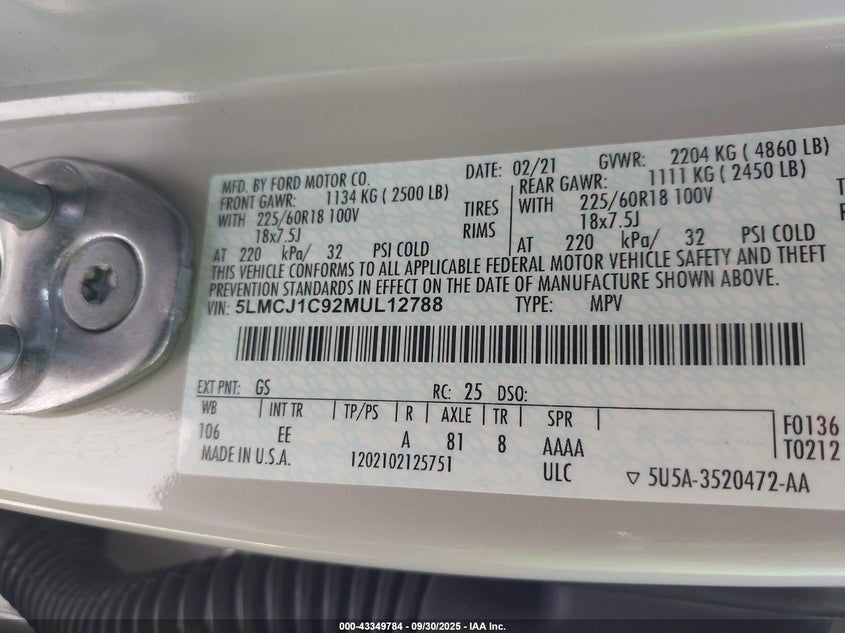 MFD. BY FORD MOTOR CO. DATE: 02/21 GVWR: 2204 KG ( 4860 LB)
FRONT GAWR: 1134 KG ( 2500 LB) REAR GAWR: 1111 KG ( 2450 LB)
WITH 225/60R18 100V TIRES WITH 225/60R18 100V
18x7.5J RIMS 18x7.5J
AT 220 kPa/ 32 PSI COLD AT 220 kPa/ 32 PSI COLD
THIS VEHICLE CONFORMS TO ALL APPLICABLE FEDERAL MOTOR VEHICLE SAFETY AND THEFT
PREVENTION STANDARDS IN EFFECT ON THE DATE OF MANUFACTURE SHOWN ABOVE.
VIN: 5LMCJ1C92MUL12788 TYPE: MPV
EXT PNT: GS RC: 25 DSO:
WB INT TR TP/PS R AXLE TR SPR F0136
106 EE A 81 8 AAAA T0212
MADE IN U.S.A. 1202102125751 ULC 5U5A-3520472-AA
000-43349784 - 09/30/2025 - IAA Inc.